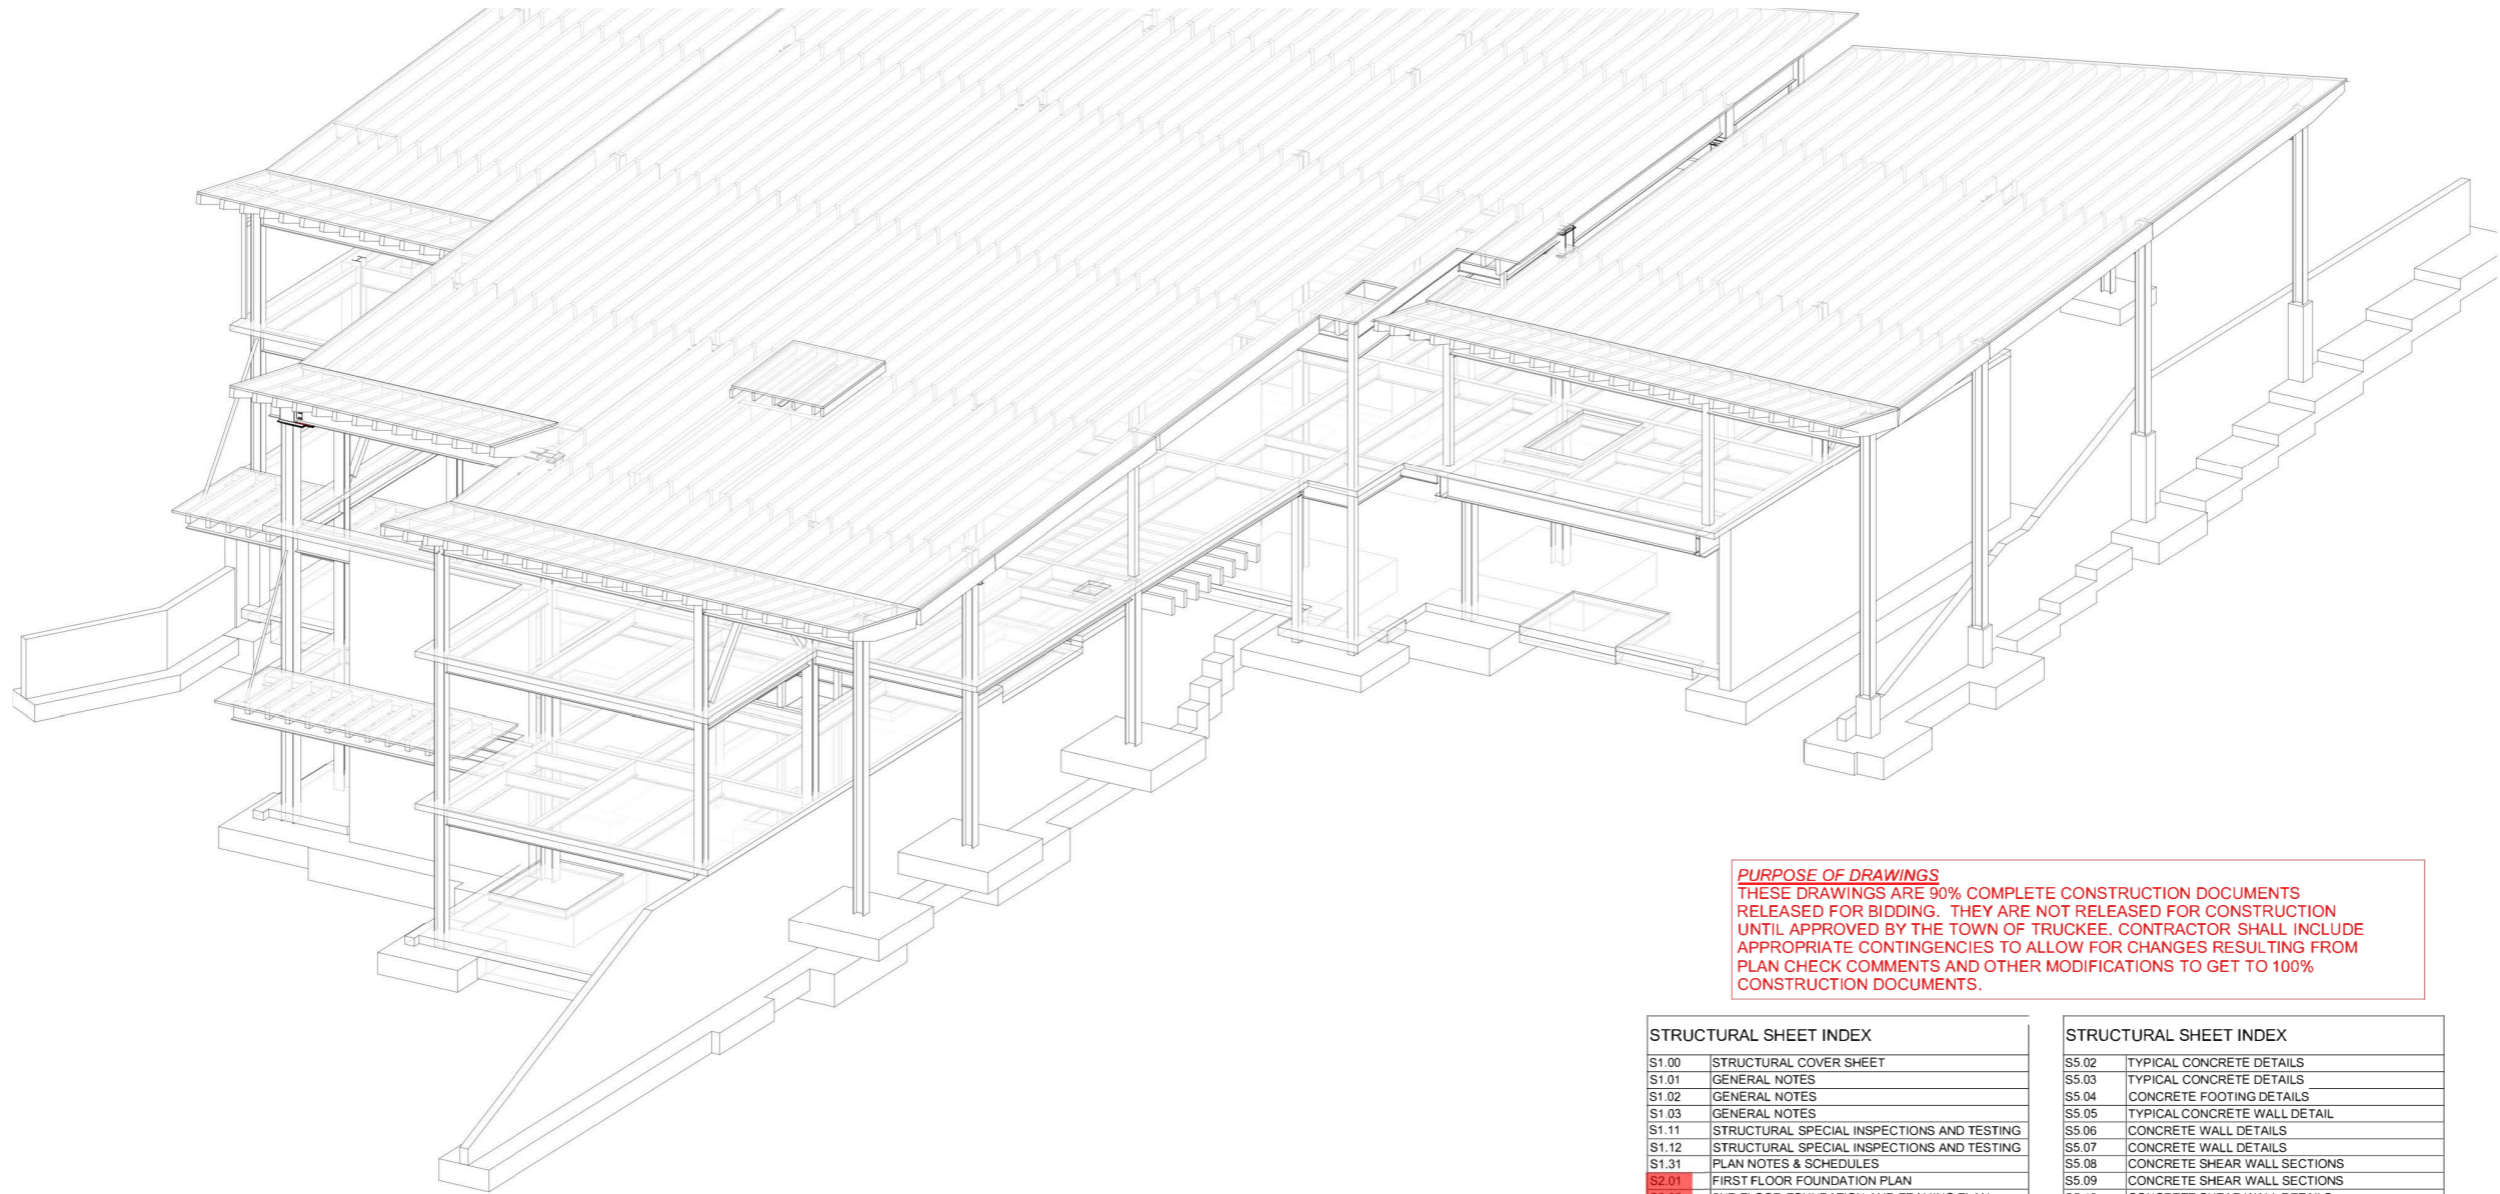 PURPOSE OF DRAWINGS
THESE DRAWINGS ARE 90% COMPLETE CONSTRUCTION DOCUMENTS
RELEASED FOR BIDDING. THEY ARE NOT RELEASED FOR CONSTRUCTION
UNTIL APPROVED BY THE TOWN OF TRUCKEE. CONTRACTOR SHALL INCLUDE
APPROPRIATE CONTINGENCIES TO ALLOW FOR CHANGES RESULTING FROM
PLAN CHECK COMMENTS AND OTHER MODIFICATIONS TO GET TO 100%
CONSTRUCTION DOCUMENTS.
STRUCTURAL SHEET INDEX
S1.00 STRUCTURAL COVER SHEET
S1.01 GENERAL NOTES
S1.02 GENERAL NOTES
S1.03 GENERAL NOTES
S1.11 STRUCTURAL SPECIAL INSPECTIONS AND TESTING
S1.12 STRUCTURAL SPECIAL INSPECTIONS AND TESTING
S1.31 PLAN NOTES & SCHEDULES
S2.01 FIRST FLOOR FOUNDATION PLAN
STRUCTURAL SHEET INDEX
S5.02 TYPICAL CONCRETE DETAILS
S5.03 TYPICAL CONCRETE DETAILS
S5.04 CONCRETE FOOTING DETAILS
S5.05 TYPICAL CONCRETE WALL DETAIL
S5.06 CONCRETE WALL DETAILS
S5.07 CONCRETE WALL DETAILS
S5.08 CONCRETE SHEAR WALL SECTIONS
S5.09 CONCRETE SHEAR WALL SECTIONS